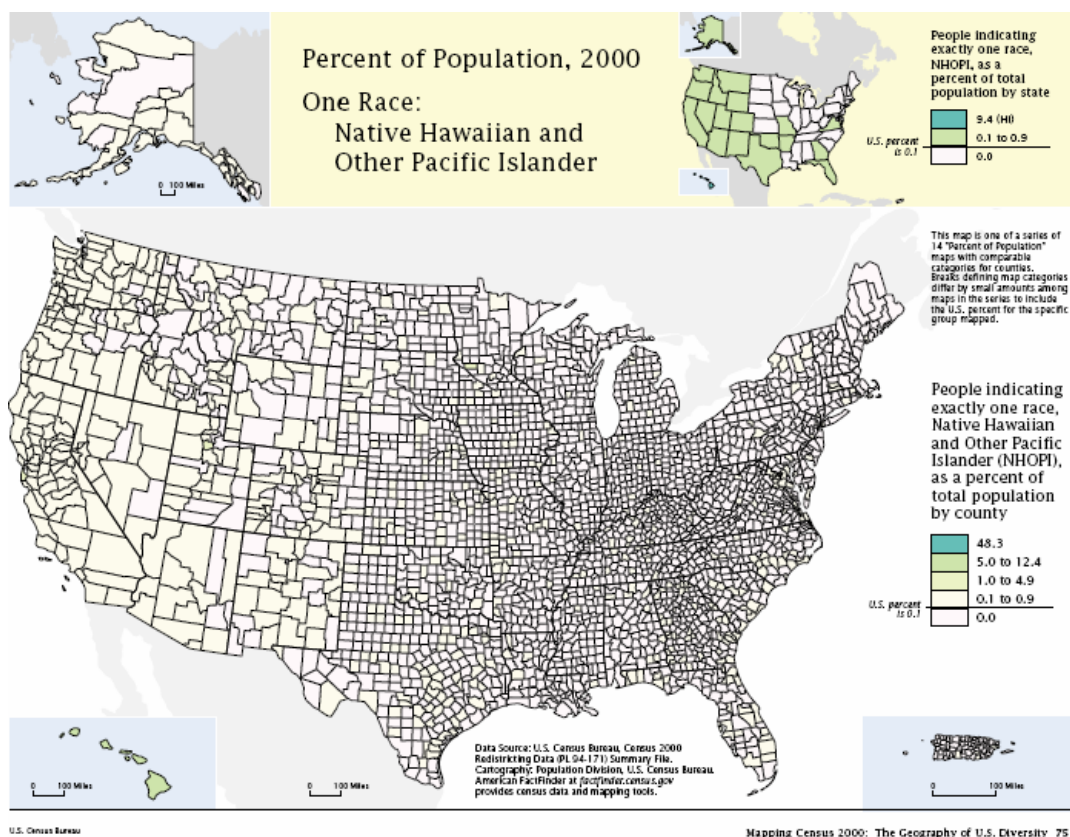 Percent of Population, 2000
One Race:
Native Hawaiian and
Other Pacific Islander
0 100 Miles
People indicating
exactly one race,
NHOPI, as a
percent of total
population by state
9.4 (HI)
0.1 to 0.9
U.S. percent
is 0.1
0.0
This map is one of a series of
14 "Percent of Population"
maps with comparable
categories for counties.
Breaks defining map categories
differ by small amounts among
maps in the series to include
the U.S. percent for the specific
group mapped.
People indicating
exactly one race,
Native Hawaiian
and Other Pacific
Islander (NHOPI),
as a percent of
total population
by county
48.3
5.0 to 12.4
1.0 to 4.9
0.1 to 0.9
U.S. percent
is 0.1
0.0
Data Source: U.S. Census Bureau, Census 2000
Redistricting Data (PL 94-171) Summary File.
Cartography: Population Division, U.S. Census Bureau.
American FactFinder at factfinder.census.gov
provides census data and mapping tools.
0 100 Miles
0 100 Miles
0 100 Miles
U.S. Census Bureau
Mapping Census 2000: The Geography of U.S. Diversity 75